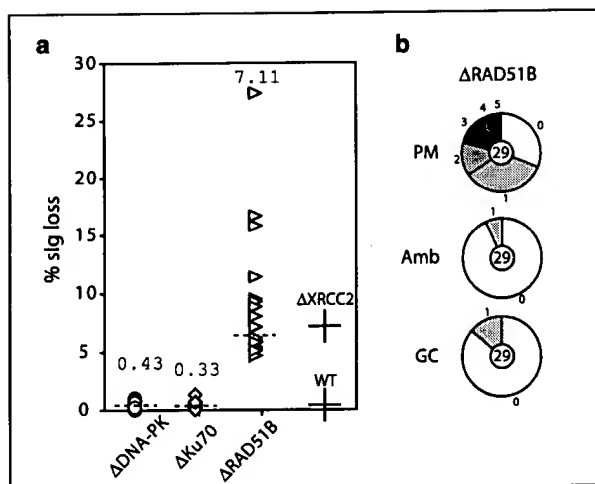 a
b
% sIg loss
30
25
20
15
10
5
0
7.11
0.43
0.33
ΔXRCC2
WT
ΔDNA-PK
ΔKu70
ΔRAD51B
ΔRAD51B
PM
29
0
1
2
3
4
5
Amb
29
1
0
GC
29
1
0